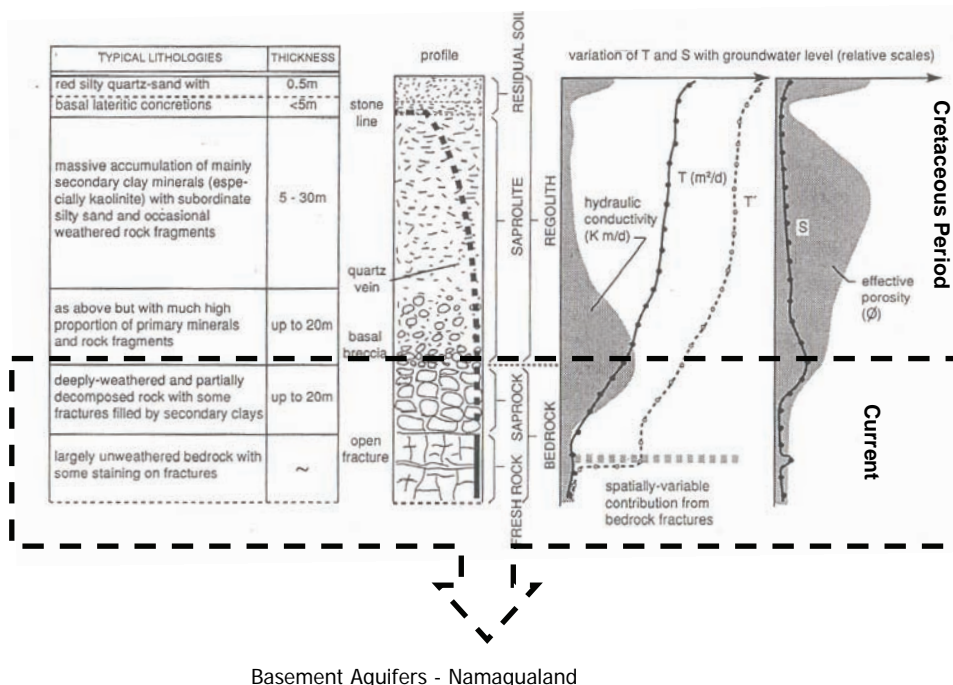 TYPICAL LITHOLOGIES
THICKNESS
red silty quartz-sand with
0.5m
basal lateritic concretions
<5m
massive accumulation of mainly
secondary clay minerals (espe-
cially kaolinite) with subordinate
silty sand and occasional
weathered rock fragments
5 - 30m
as above but with much high
proportion of primary minerals
and rock fragments
up to 20m
deeply-weathered and partially
decomposed rock with some
fractures filled by secondary clays
up to 20m
largely unweathered bedrock with
some staining on fractures
~
profile
stone
line
quartz
vein
basal
breccia
open
fracture
RESIDUAL SOIL
SAPROLITE
SAPROCK
FRESH ROCK
REGOLITH
BEDROCK
variation of T and S with groundwater level (relative scales)
hydraulic
conductivity
(K m/d)
T (m²/d)
T'
spatially-variable
contribution from
bedrock fractures
S
effective
porosity
(Ø)
Cretaceous Period
Current
Basement Aquifers - Namaqualand